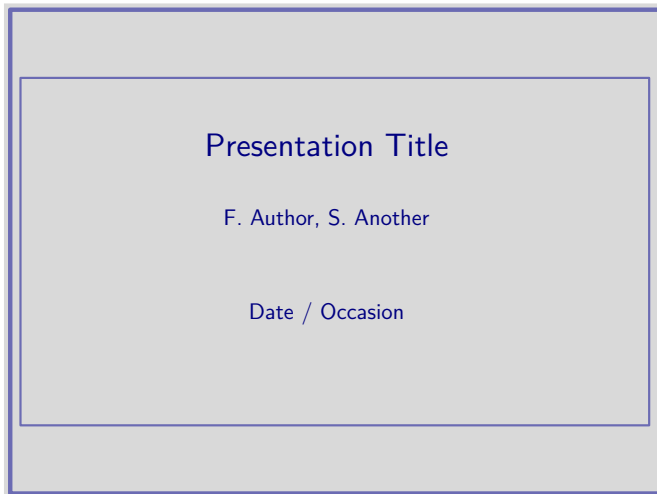 Presentation Title
F. Author, S. Another
Date / Occasion